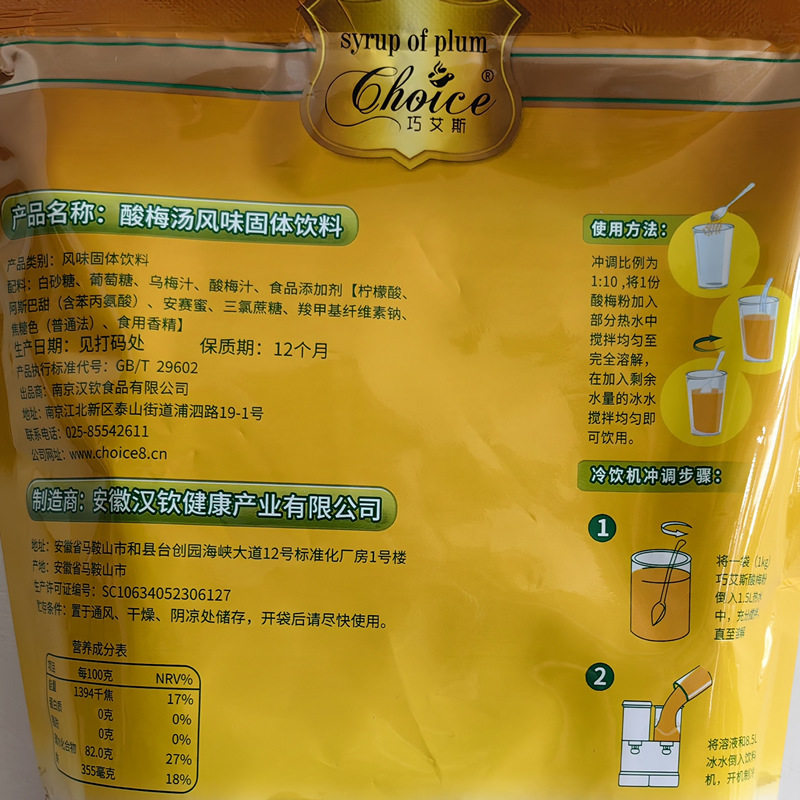 syrup of plum
Choice®
巧艾斯
产品名称：酸梅汤风味固体饮料
产品类别：风味固体饮料
配料：白砂糖、葡萄糖、乌梅汁、酸梅汁、食品添加剂【柠檬酸、
阿斯巴甜（含苯丙氨酸）、安赛蜜、三氯蔗糖、羧甲基纤维素钠、
焦糖色（普通法）、食用香精】
生产日期：见打码处 保质期：12个月
产品执行标准代号：GB/T 29602
出品商：南京汉钦食品有限公司
地址：南京江北新区泰山街道浦泗路19-1号
联系电话：025-85542611
公司网址：www.choice8.cn
制造商：安徽汉钦健康产业有限公司
地址：安徽省马鞍山市和县台创园海峡大道12号标准化厂房1号楼
产地：安徽省马鞍山市
生产许可证编号：SC10634052306127
贮存条件：置于通风、干燥、阴凉处储存，开袋后请尽快使用。
营养成分表
项目 每100克 NRV%
能量 1394千焦 17%
蛋白质 0克 0%
0克 0%
碳水化合物 82.0克 27%
355毫克 18%
使用方法：
冲调比例为
1:10 ,将1份
酸梅粉加入
部分热水中
搅拌均匀至
完全溶解，
在加入剩余
水量的冰水
搅拌均匀即
可饮用。
冷饮机冲调步骤：
1
将一袋（1kg）
巧艾斯酸梅粉
倒入1.5L热水
中，充分搅拌
直至溶解
2
将溶液和8.5L
冰水倒入饮料
机，开机制冷